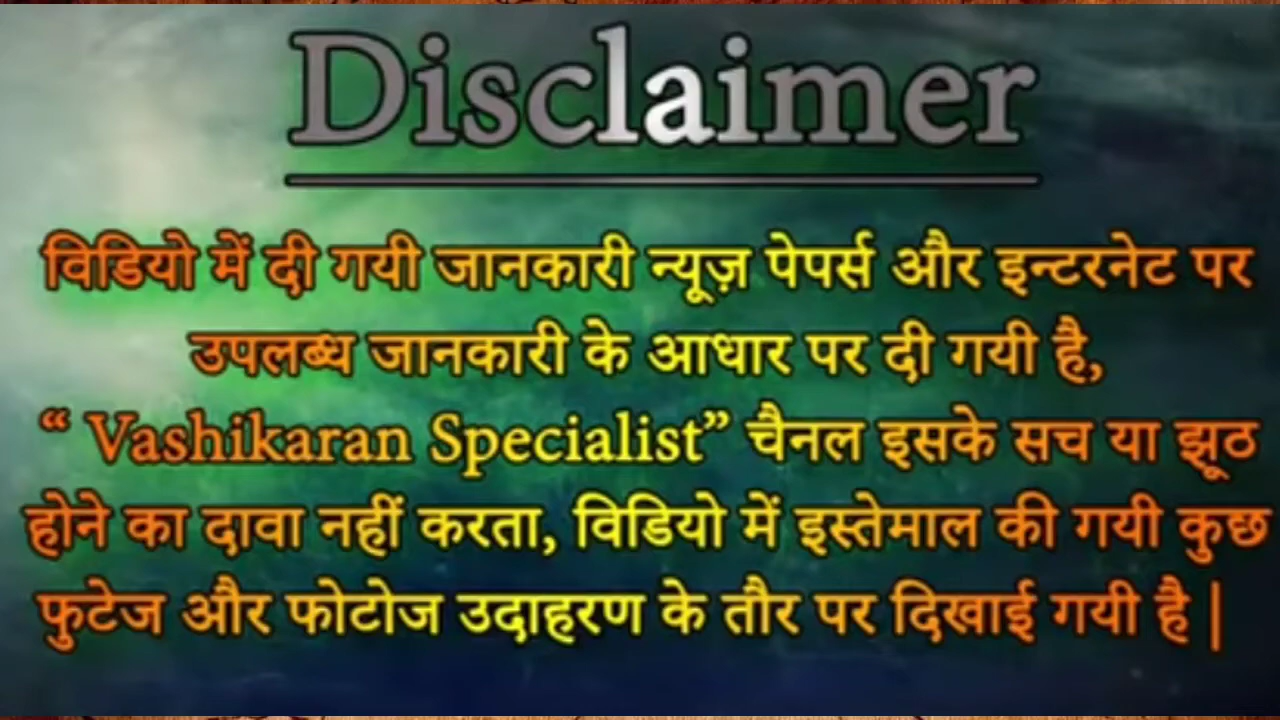 Disclaimer
विडियो में दी गयी जानकारी न्यूज़ पेपर्स और इन्टरनेट पर
उपलब्ध जानकारी के आधार पर दी गयी है,
“ Vashikaran Specialist” चैनल इसके सच या झूठ
होने का दावा नहीं करता, विडियो में इस्तेमाल की गयी कुछ
फुटेज और फोटोज उदाहरण के तौर पर दिखाई गयी है |